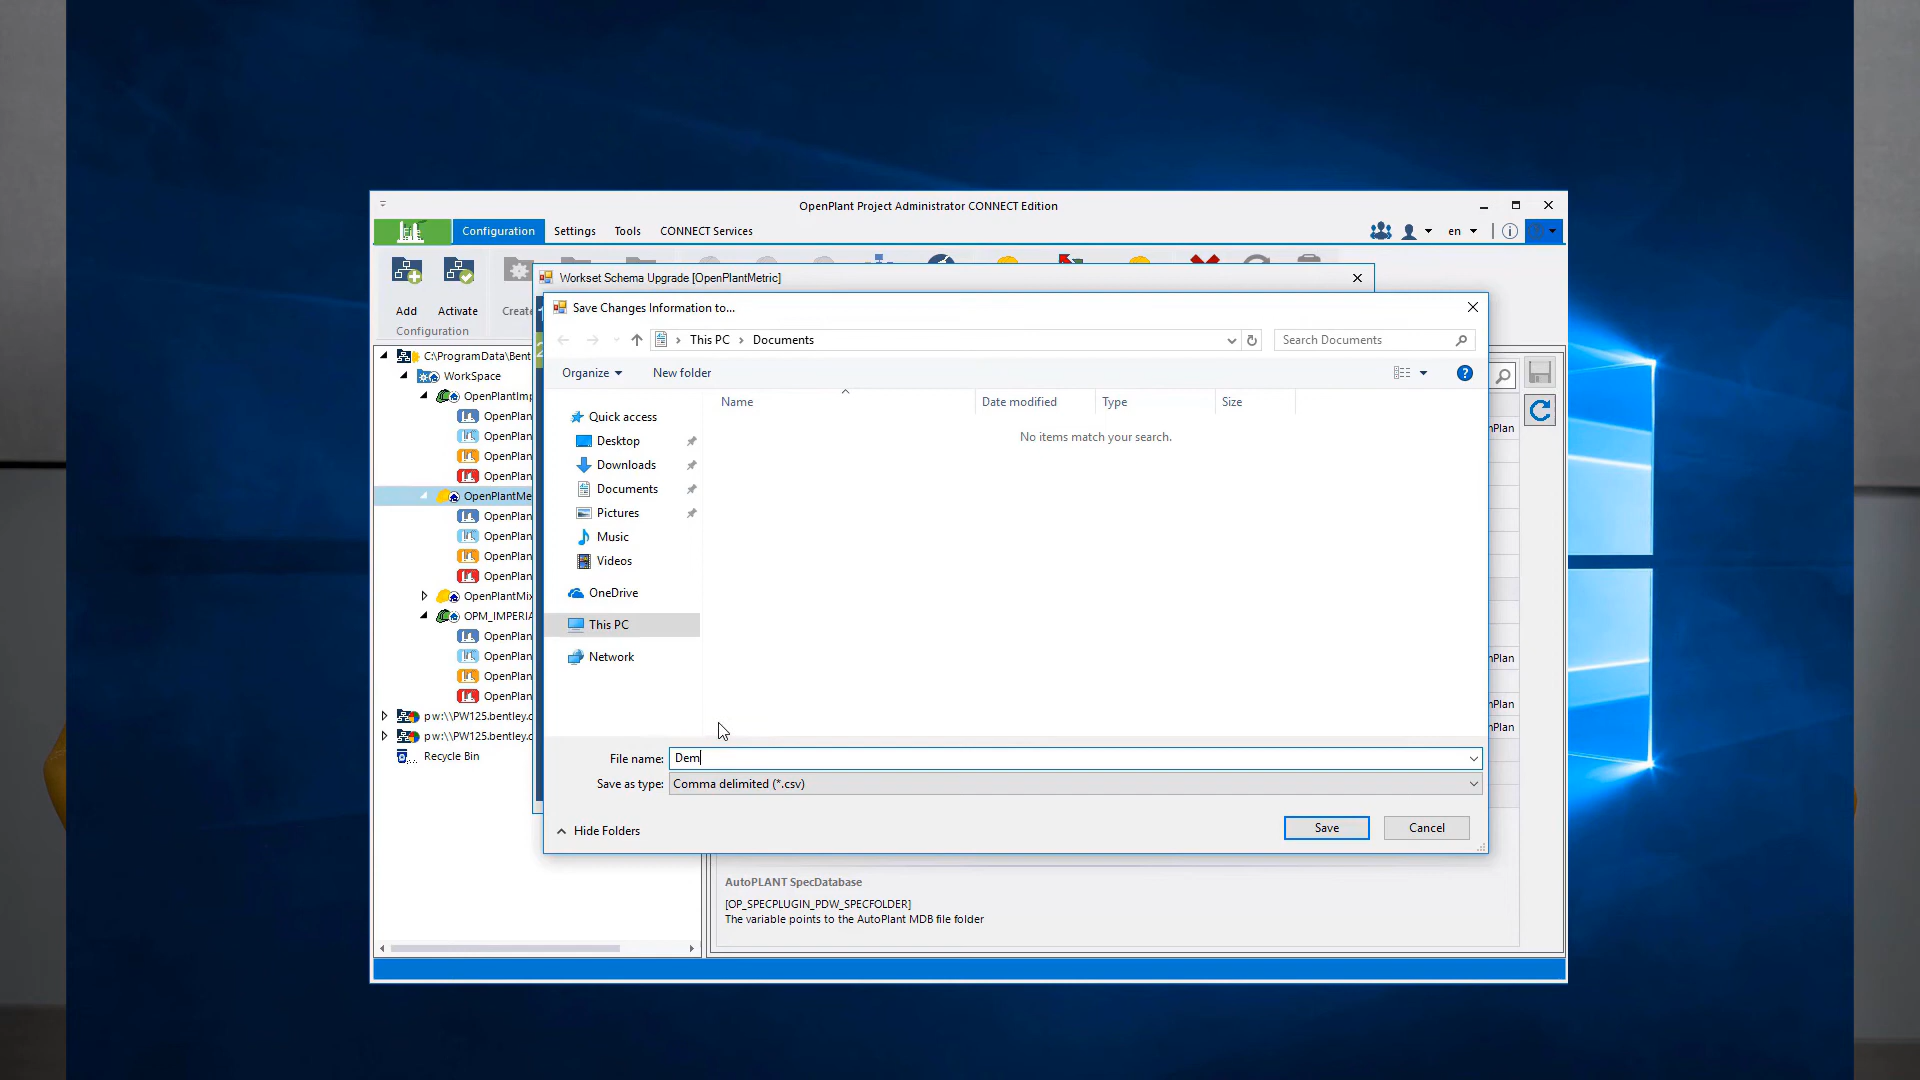 OpenPlant Project Administrator CONNECT Edition
Configuration Settings Tools CONNECT Services en
Add Activate Create
Configuration
Workset Schema Upgrade [OpenPlantMetric]
Save Changes Information to...
This PC Documents Search Documents
Organize New folder
Name Date modified Type Size
No items match your search.
Quick access
Desktop
Downloads
Documents
Pictures
Music
Videos
OneDrive
This PC
Network
File name: Dem
Save as type: Comma delimited (*.csv)
Hide Folders Save Cancel
C:\ProgramData\Bent
WorkSpace
OpenPlantImp
OpenPlan
OpenPlan
OpenPlan
OpenPlan
OpenPlantMe
OpenPlan
OpenPlan
OpenPlan
OpenPlan
OpenPlantMix
OPM_IMPERIA
OpenPlan
OpenPlan
OpenPlan
OpenPlan
pw:\\PW125.bentley.c
pw:\\PW125.bentley.c
Recycle Bin
nPlan
nPlan
nPlan
nPlan
AutoPLANT SpecDatabase
[OP_SPECPLUGIN_PDW_SPECFOLDER]
The variable points to the AutoPlant MDB file folder